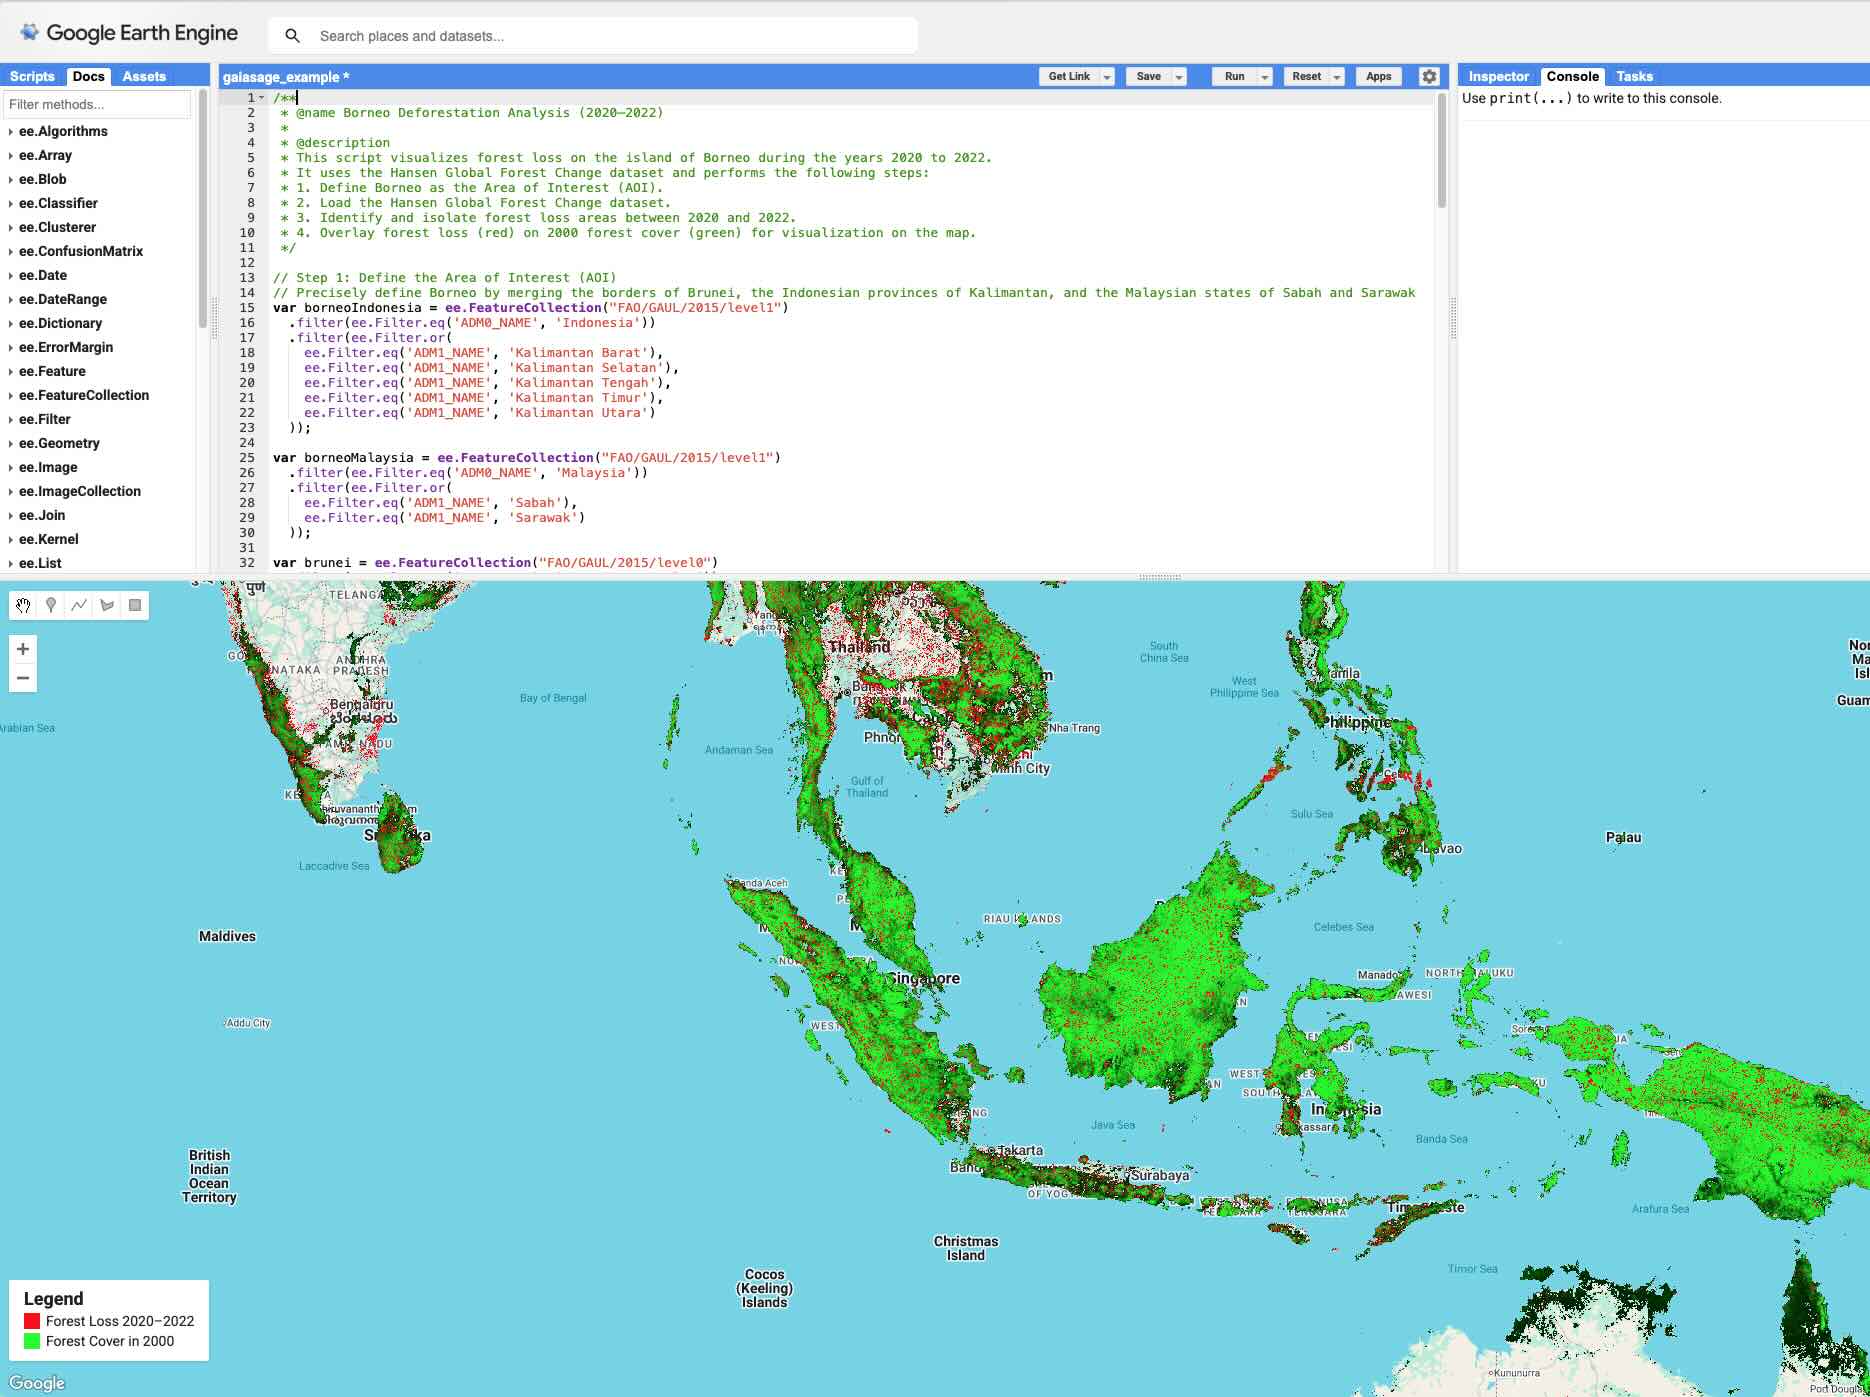 Google Earth Engine
Search places and datasets...
Scripts Docs Assets
Filter methods...
ee.Algorithms
ee.Array
ee.Blob
ee.Classifier
ee.Clusterer
ee.ConfusionMatrix
ee.Date
ee.DateRange
ee.Dictionary
ee.ErrorMargin
ee.Feature
ee.FeatureCollection
ee.Filter
ee.Geometry
ee.Image
ee.ImageCollection
ee.Join
ee.Kernel
ee.List
gaiasage_example *
Get Link Save Run Reset Apps
1 /**
2 * @name Borneo Deforestation Analysis (2020–2022)
3 *
4 * @description
5 * This script visualizes forest loss on the island of Borneo during the years 2020 to 2022.
6 * It uses the Hansen Global Forest Change dataset and performs the following steps:
7 * 1. Define Borneo as the Area of Interest (AOI).
8 * 2. Load the Hansen Global Forest Change dataset.
9 * 3. Identify and isolate forest loss areas between 2020 and 2022.
10 * 4. Overlay forest loss (red) on 2000 forest cover (green) for visualization on the map.
11 */
12
13 // Step 1: Define the Area of Interest (AOI)
14 // Precisely define Borneo by merging the borders of Brunei, the Indonesian provinces of Kalimantan, and the Malaysian states of Sabah and Sarawak
15 var borneoIndonesia = ee.FeatureCollection("FAO/GAUL/2015/level1")
16 .filter(ee.Filter.eq('ADM0_NAME', 'Indonesia'))
17 .filter(ee.Filter.or(
18 ee.Filter.eq('ADM1_NAME', 'Kalimantan Barat'),
19 ee.Filter.eq('ADM1_NAME', 'Kalimantan Selatan'),
20 ee.Filter.eq('ADM1_NAME', 'Kalimantan Tengah'),
21 ee.Filter.eq('ADM1_NAME', 'Kalimantan Timur'),
22 ee.Filter.eq('ADM1_NAME', 'Kalimantan Utara')
23 ));
24
25 var borneoMalaysia = ee.FeatureCollection("FAO/GAUL/2015/level1")
26 .filter(ee.Filter.eq('ADM0_NAME', 'Malaysia'))
27 .filter(ee.Filter.or(
28 ee.Filter.eq('ADM1_NAME', 'Sabah'),
29 ee.Filter.eq('ADM1_NAME', 'Sarawak')
30 ));
31
32 var brunei = ee.FeatureCollection("FAO/GAUL/2015/level0")
Inspector Console Tasks
Use print(...) to write to this console.
TELANGA
ANDHRA
PRADESH
Bengaluru
Arabian Sea
Bay of Bengal
Andaman Sea
Thailand
Gulf of
Thailand
Nha Trang
Minh City
South
China Sea
West
Philippine Sea
Philippines
Sulu Sea
Davao
Palau
Guam
Laccadive Sea
Maldives
Addu City
British
Indian
Ocean
Territory
Banda Aceh
RIAU ISLANDS
Singapore
Celebes Sea
Manado
NORTH MALUKU
WEST
Indonesia
Java Sea
Banda Sea
Jakarta
Surabaya
OF YOG
Timor-Leste
Arafura Sea
Timor Sea
Christmas
Island
Cocos
(Keeling)
Islands
Kununurra
Port Dougl
Legend
Forest Loss 2020–2022
Forest Cover in 2000
Google